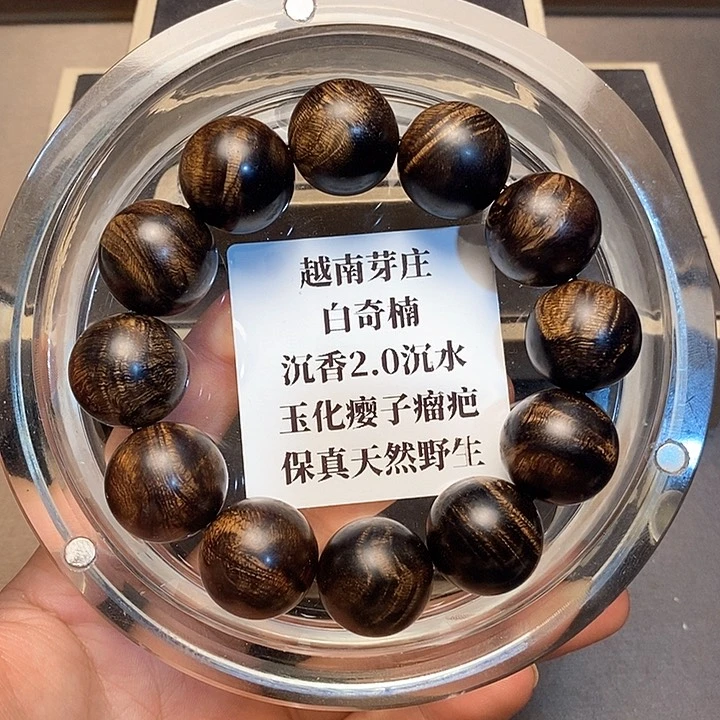 越南芽庄
白奇楠
沉香2.0沉水
玉化瘿子瘤疤
保真天然野生